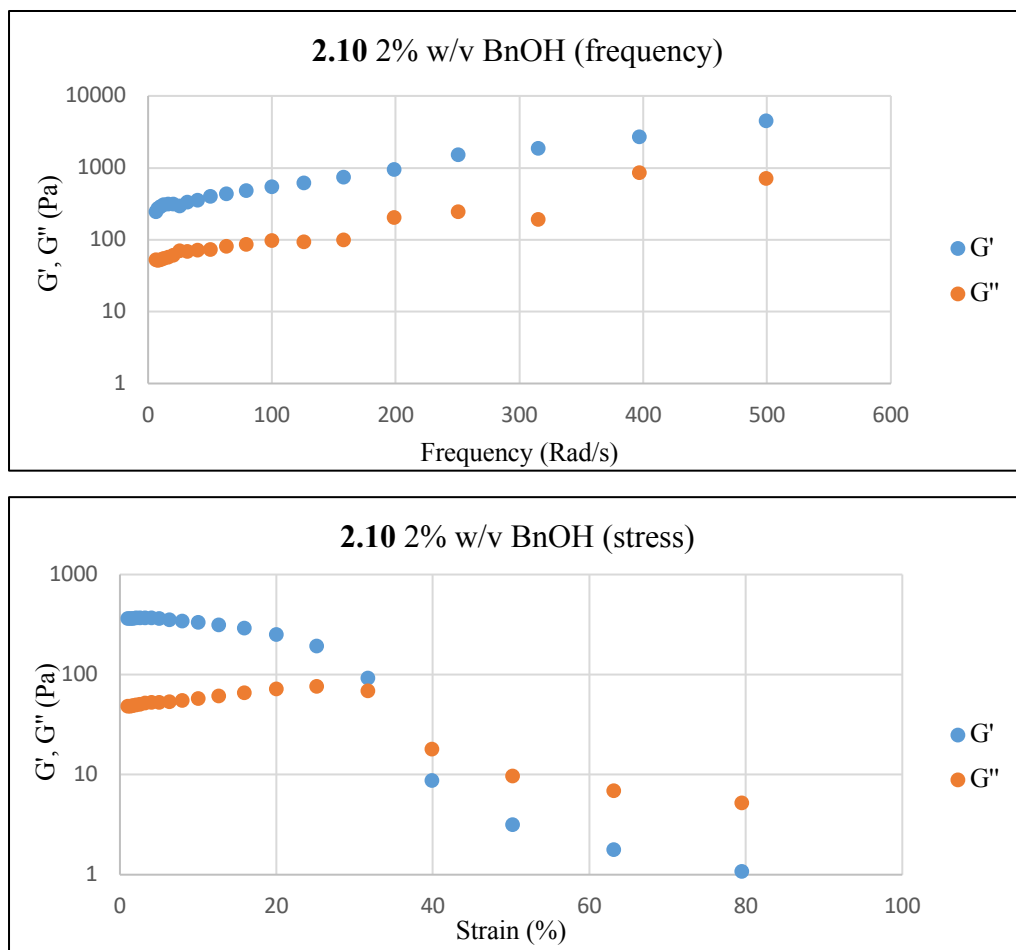 2.10 2% w/v BnOH (frequency)
10000
1000
100
10
1
G', G" (Pa)
0 100 200 300 400 500 600
Frequency (Rad/s)
G'
G"
2.10 2% w/v BnOH (stress)
1000
100
10
1
G', G" (Pa)
0 20 40 60 80 100
Strain (%)
G'
G"